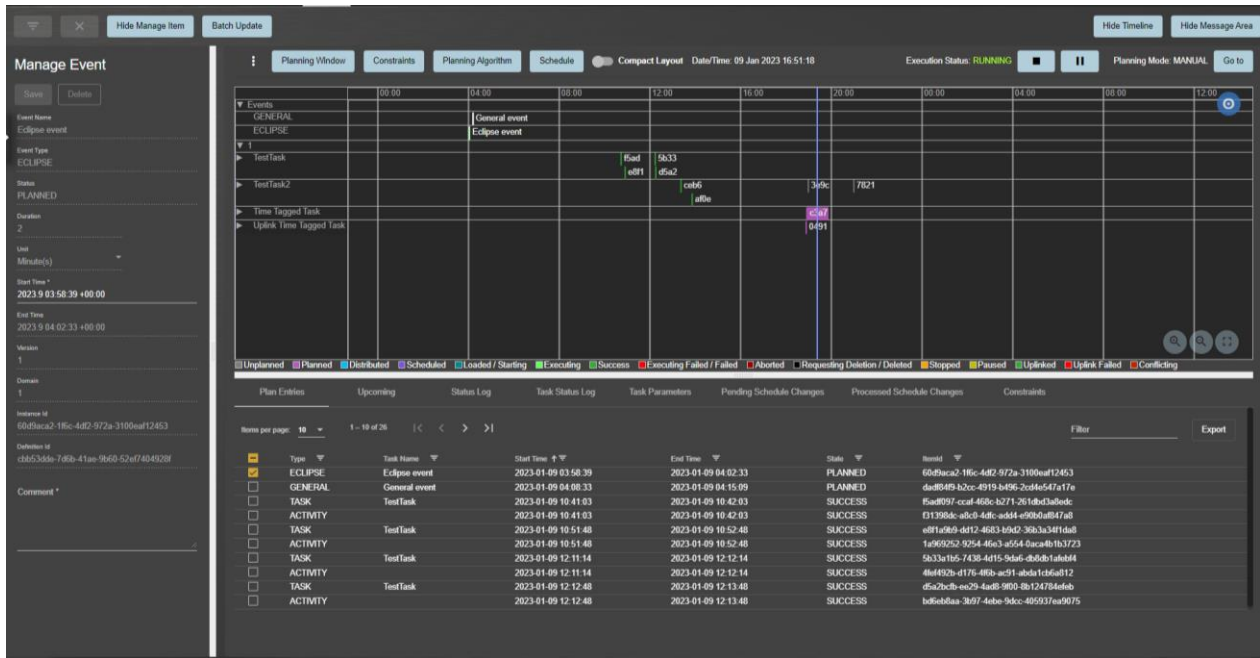 Hide Manage Item Batch Update Hide Timeline Hide Message Area
Manage Event
Save Delete
Event Name
Eclipse event
Event Type
ECLIPSE
Status
PLANNED
Duration
2
Unit
Minute(s)
Start Time *
2023.9 03:58:39 +00:00
End Time
2023.9 04:02:33 +00:00
Version
1
Domain
1
Instance Id
60d9aca2-1f6c-4df2-972a-3100eaf12453
Definition Id
cbb53dde-7d6b-41ae-9b60-52ef7404928f
Comment *
Planning Window Constraints Planning Algorithm Schedule Compact Layout Date/Time: 09 Jan 2023 16:51:18 Execution Status: RUNNING Planning Mode: MANUAL Go to
00:00 04:00 08:00 12:00 16:00 20:00 00:00 04:00 08:00 12:00
Events
GENERAL General event
ECLIPSE Eclipse event
1
TestTask f5ad 5b33
e8f1 d5a2
TestTask2 ceb6 3e9c 7821
af0e
Time Tagged Task
Uplink Time Tagged Task 0491
Unplanned Planned Distributed Scheduled Loaded / Starting Executing Success Executing Failed / Failed Aborted Requesting Deletion / Deleted Stopped Paused Uplinked Uplink Failed Conflicting
Plan Entries Upcoming Status Log Task Status Log Task Parameters Pending Schedule Changes Processed Schedule Changes Constraints
Items per page: 10 1 – 10 of 26 Filter Export
Type Task Name Start Time End Time State ItemId
ECLIPSE Eclipse event 2023-01-09 03:58:39 2023-01-09 04:02:33 PLANNED 60d9aca2-1f6c-4df2-972a-3100eaf12453
GENERAL General event 2023-01-09 04:08:33 2023-01-09 04:15:09 PLANNED dadf84f9-b2cc-4919-b496-2cd4e547a17e
TASK TestTask 2023-01-09 10:41:03 2023-01-09 10:42:03 SUCCESS f5adf097-ccaf-468c-b271-261dbd3a8edc
ACTIVITY 2023-01-09 10:41:03 2023-01-09 10:42:03 SUCCESS f31398dc-a8c0-4dfc-add4-e90b0af847a8
TASK TestTask 2023-01-09 10:51:48 2023-01-09 10:52:48 SUCCESS e8f1a9b9-dd12-4683-b9d2-36b3a34f1da8
ACTIVITY 2023-01-09 10:51:48 2023-01-09 10:52:48 SUCCESS 1a969252-9254-46e3-a554-0aca4b1b3723
TASK TestTask 2023-01-09 12:11:14 2023-01-09 12:12:14 SUCCESS 5b33a1b5-7438-4d15-9da6-db8db1afebf4
ACTIVITY 2023-01-09 12:11:14 2023-01-09 12:12:14 SUCCESS 4fef492b-d176-4f6b-ac91-abda1cb6a812
TASK TestTask 2023-01-09 12:12:48 2023-01-09 12:13:48 SUCCESS d5a2bcfb-ee29-4ad8-9f00-8b124784efeb
ACTIVITY 2023-01-09 12:12:48 2023-01-09 12:13:48 SUCCESS bd6eb8aa-3b97-4ebe-9dcc-405937ea9075